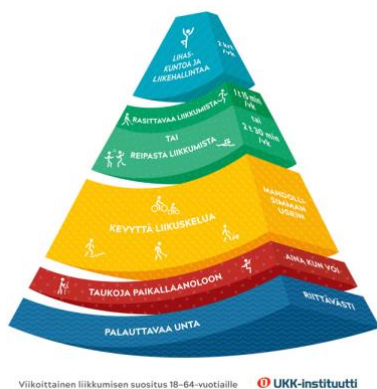 LIHAS-
KUNTOA JA
LIIKEHALLINTAA
2 krt
/vk
RASITTAVAA LIIKKUMISTA
1 t 15 min
/vk
TAI
tai
REIPASTA LIIKKUMISTA
2 t 30 min
/vk
KEVYTTÄ LIIKUSKELUA
MAHDOLLI-
SIMMAN
USEIN
TAUKOJA PAIKALLAANOLOON
AINA KUN VOI
PALAUTTAVAA UNTA
RIITTÄVÄSTI
Viikoittainen liikkumisen suositus 18–64-vuotiaille
UKK-instituutti